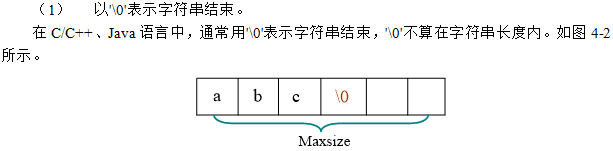 （1） 以'\0'表示字符串结束。
在 C/C++、Java 语言中，通常用'\0'表示字符串结束，'\0'不算在字符串长度内。如图 4-2
所示。
a b c \0
Maxsize